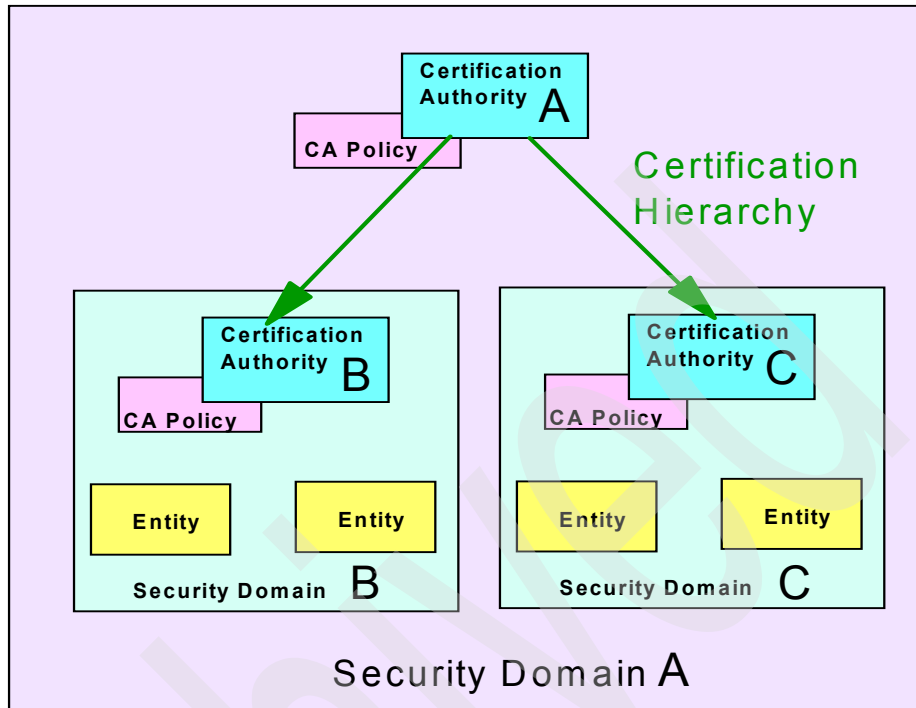 Certification
Authority A
CA Policy
Certification
Hierarchy
Certification
Authority B
CA Policy
Entity
Entity
Security Domain B
Certification
Authority C
CA Policy
Entity
Entity
Security Domain C
Security Domain A